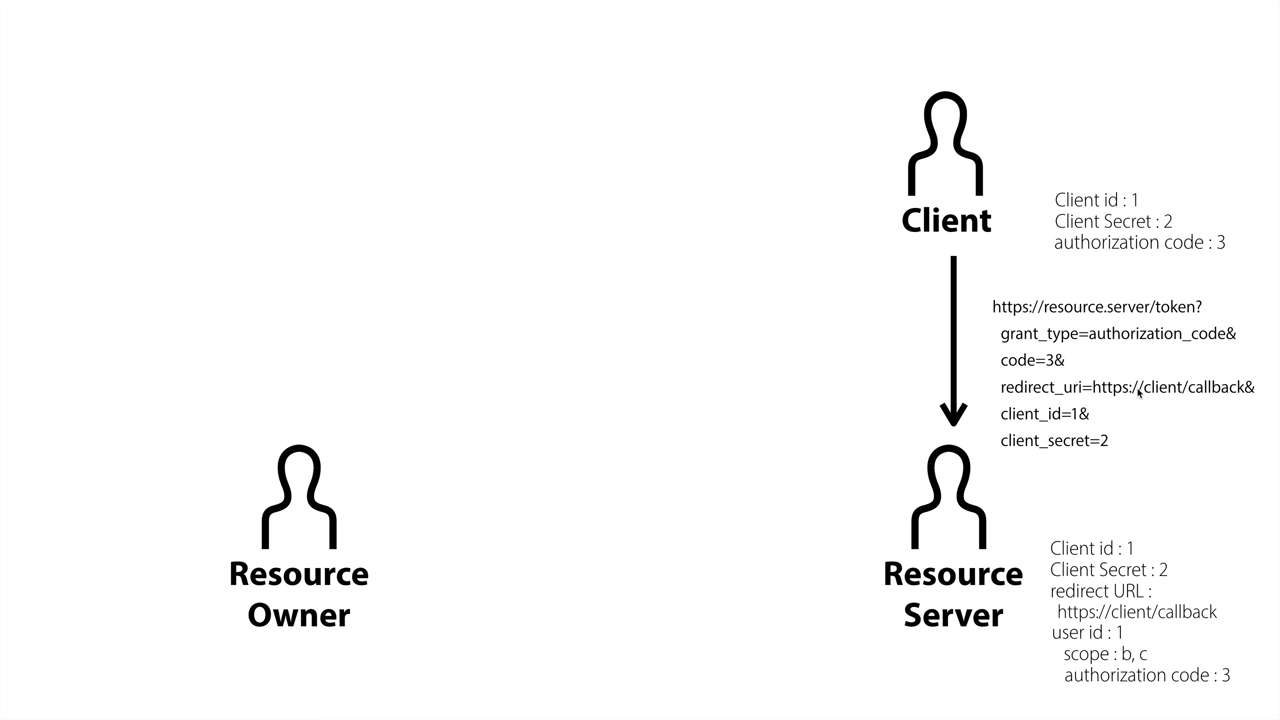 Client
Client id : 1
Client Secret : 2
authorization code : 3
https://resource.server/token?
grant_type=authorization_code&
code=3&
redirect_uri=https://client/callback&
client_id=1&
client_secret=2
Resource
Owner
Resource
Server
Client id : 1
Client Secret : 2
redirect URL :
https://client/callback
user id : 1
scope : b, c
authorization code : 3